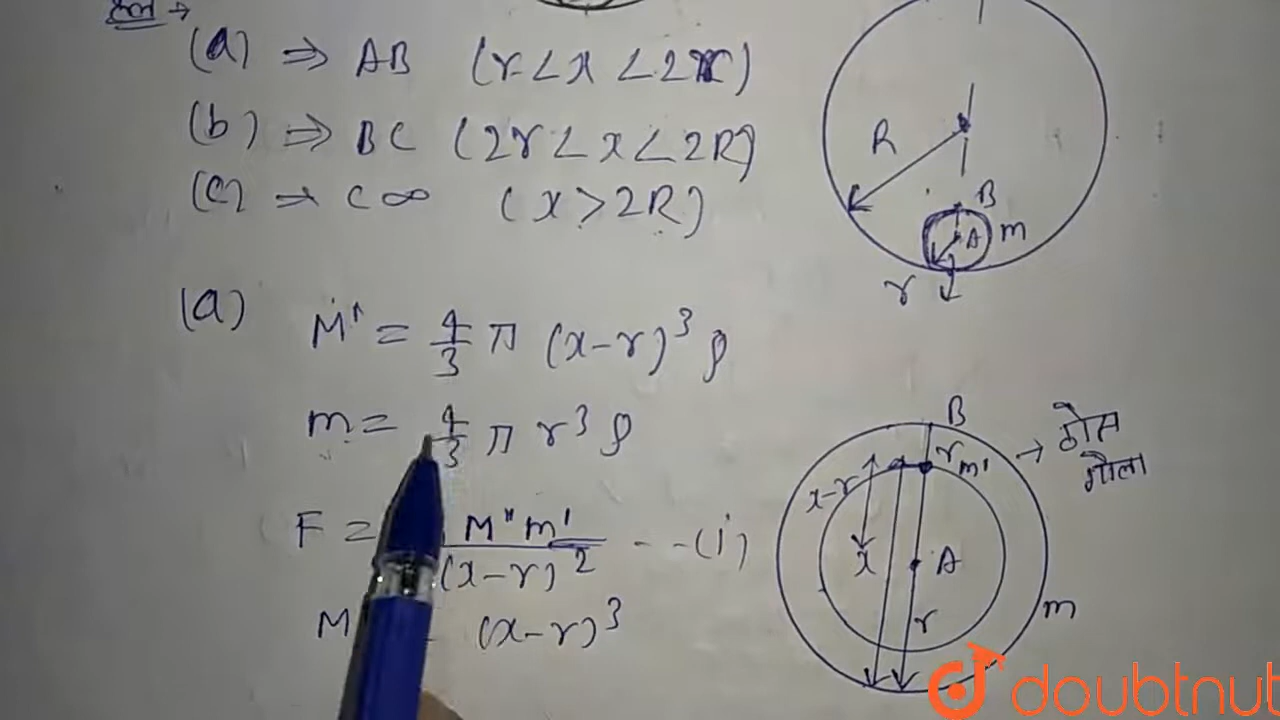 हल →
(a) ⇒ AB (r < x < 2r)
(b) ⇒ BC (2r < x < 2R)
(c) → C∞ (x > 2R)
R
B
A
m
r
(a) M" = 4/3 π (x-r)³ ρ
m = 4/3 π r³ ρ
F = M" m' / (x-r)² --(i)
(x-r)³
B
r
m'
x-r
x
A
r
m
→ ठोस
गोला
doubtnut